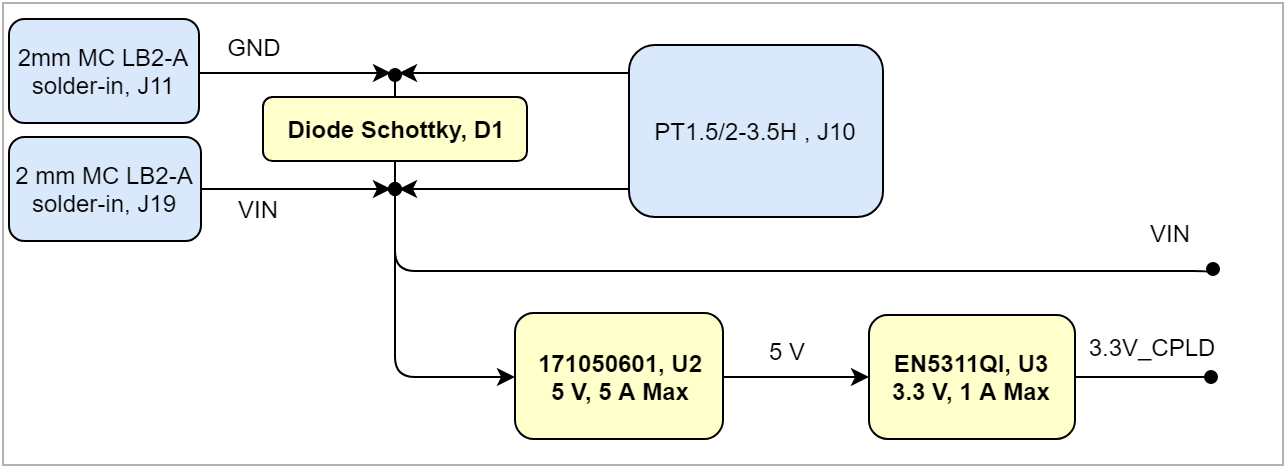 2mm MC LB2-A
solder-in, J11
GND
Diode Schottky, D1
PT1.5/2-3.5H , J10
2 mm MC LB2-A
solder-in, J19
VIN
VIN
171050601, U2
5 V, 5 A Max
5 V
EN5311QI, U3
3.3 V, 1 A Max
3.3V_CPLD